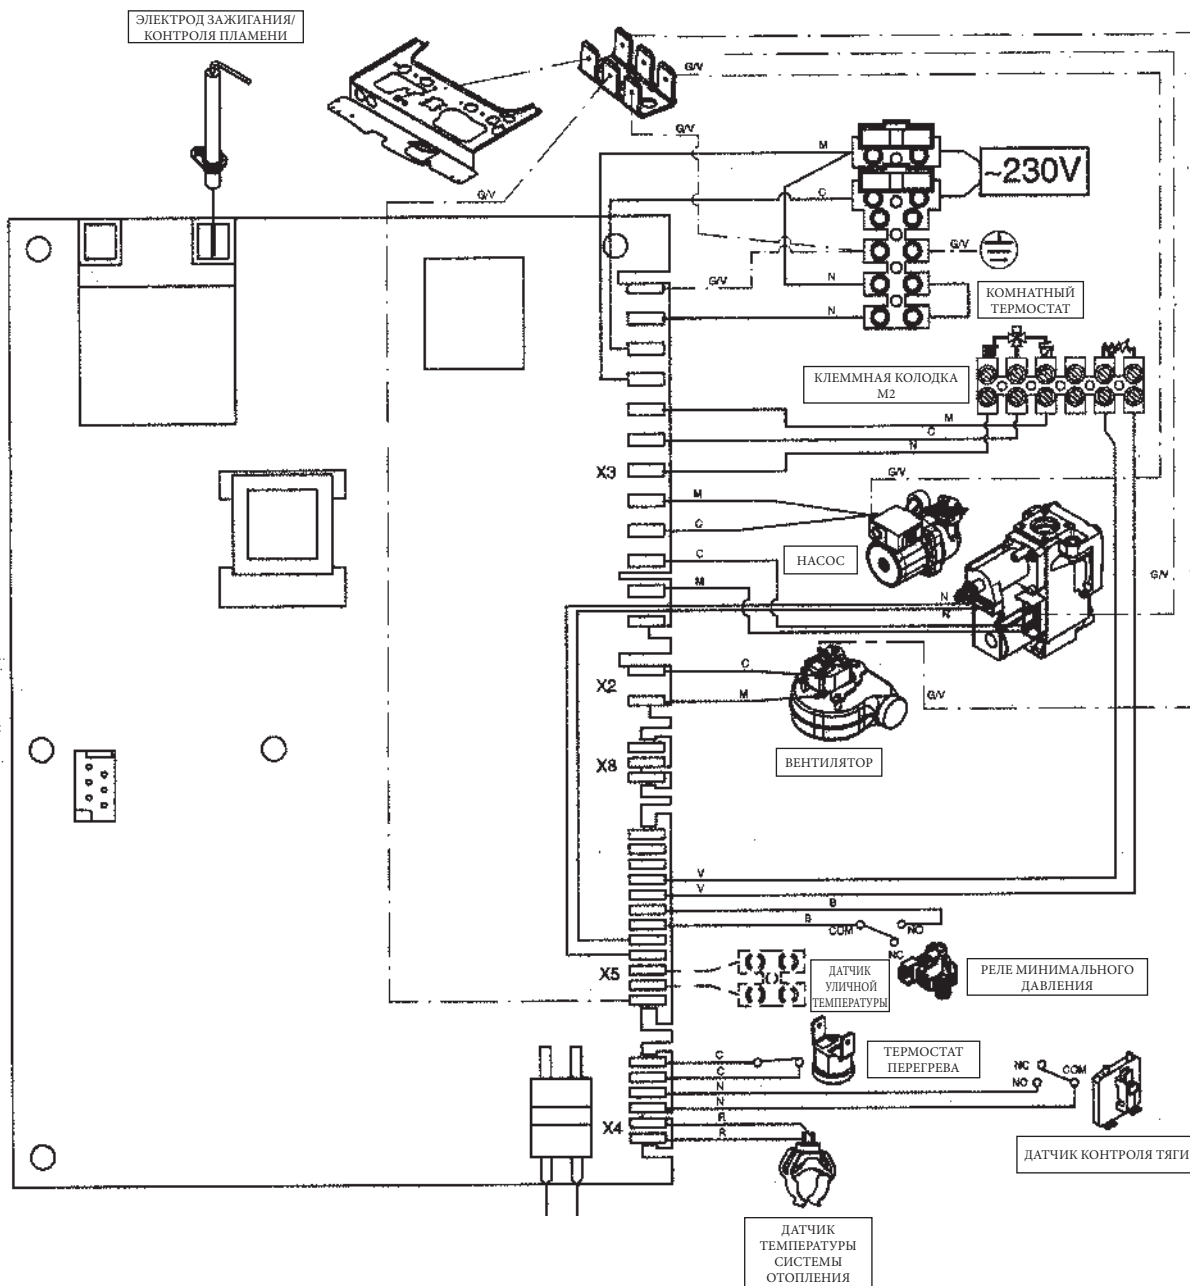 ЭЛЕКТРОД ЗАЖИГАНИЯ/
КОНТРОЛЯ ПЛАМЕНИ
G/V
G/V
G/V
M
~230V
C
G/V
G/V
N
N
КОМНАТНЫЙ
ТЕРМОСТАТ
КЛЕММНАЯ КОЛОДКА
M2
M
C
N
X3
G/V
M
C
C
НАСОС
M
N
R
G/V
C
X2
M
G/V
ВЕНТИЛЯТОР
X8
V
V
B
B
COM
NO
NC
X5
ДАТЧИК
УЛИЧНОЙ
ТЕМПЕРАТУРЫ
РЕЛЕ МИНИМАЛЬНОГО
ДАВЛЕНИЯ
C
C
N
N
R
R
X4
ТЕРМОСТАТ
ПЕРЕГРЕВА
NC
NO
COM
ДАТЧИК КОНТРОЛЯ ТЯГИ
ДАТЧИК
ТЕМПЕРАТУРЫ
СИСТЕМЫ
ОТОПЛЕНИЯ